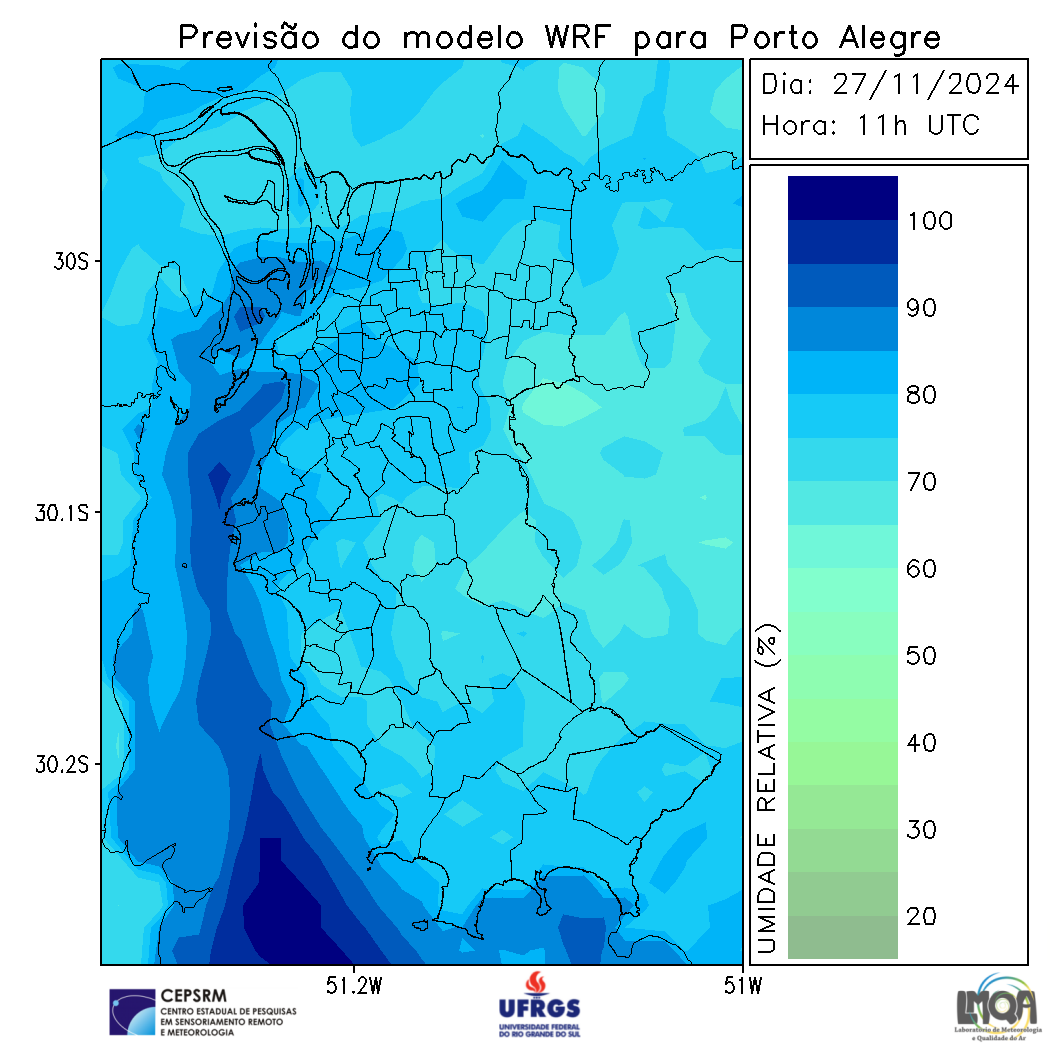 Previsão do modelo WRF para Porto Alegre
Dia: 27/11/2024
Hora: 11h UTC
30S
30.1S
30.2S
51.2W
51W
100
90
80
70
60
50
40
30
20
UMIDADE RELATIVA (%)
CEPSRM
CENTRO ESTADUAL DE PESQUISAS
EM SENSORIAMENTO REMOTO
E METEOROLOGIA
UFRGS
UNIVERSIDADE FEDERAL
DO RIO GRANDE DO SUL
LMQA
Laboratório de Meteorologia
e Qualidade do Ar